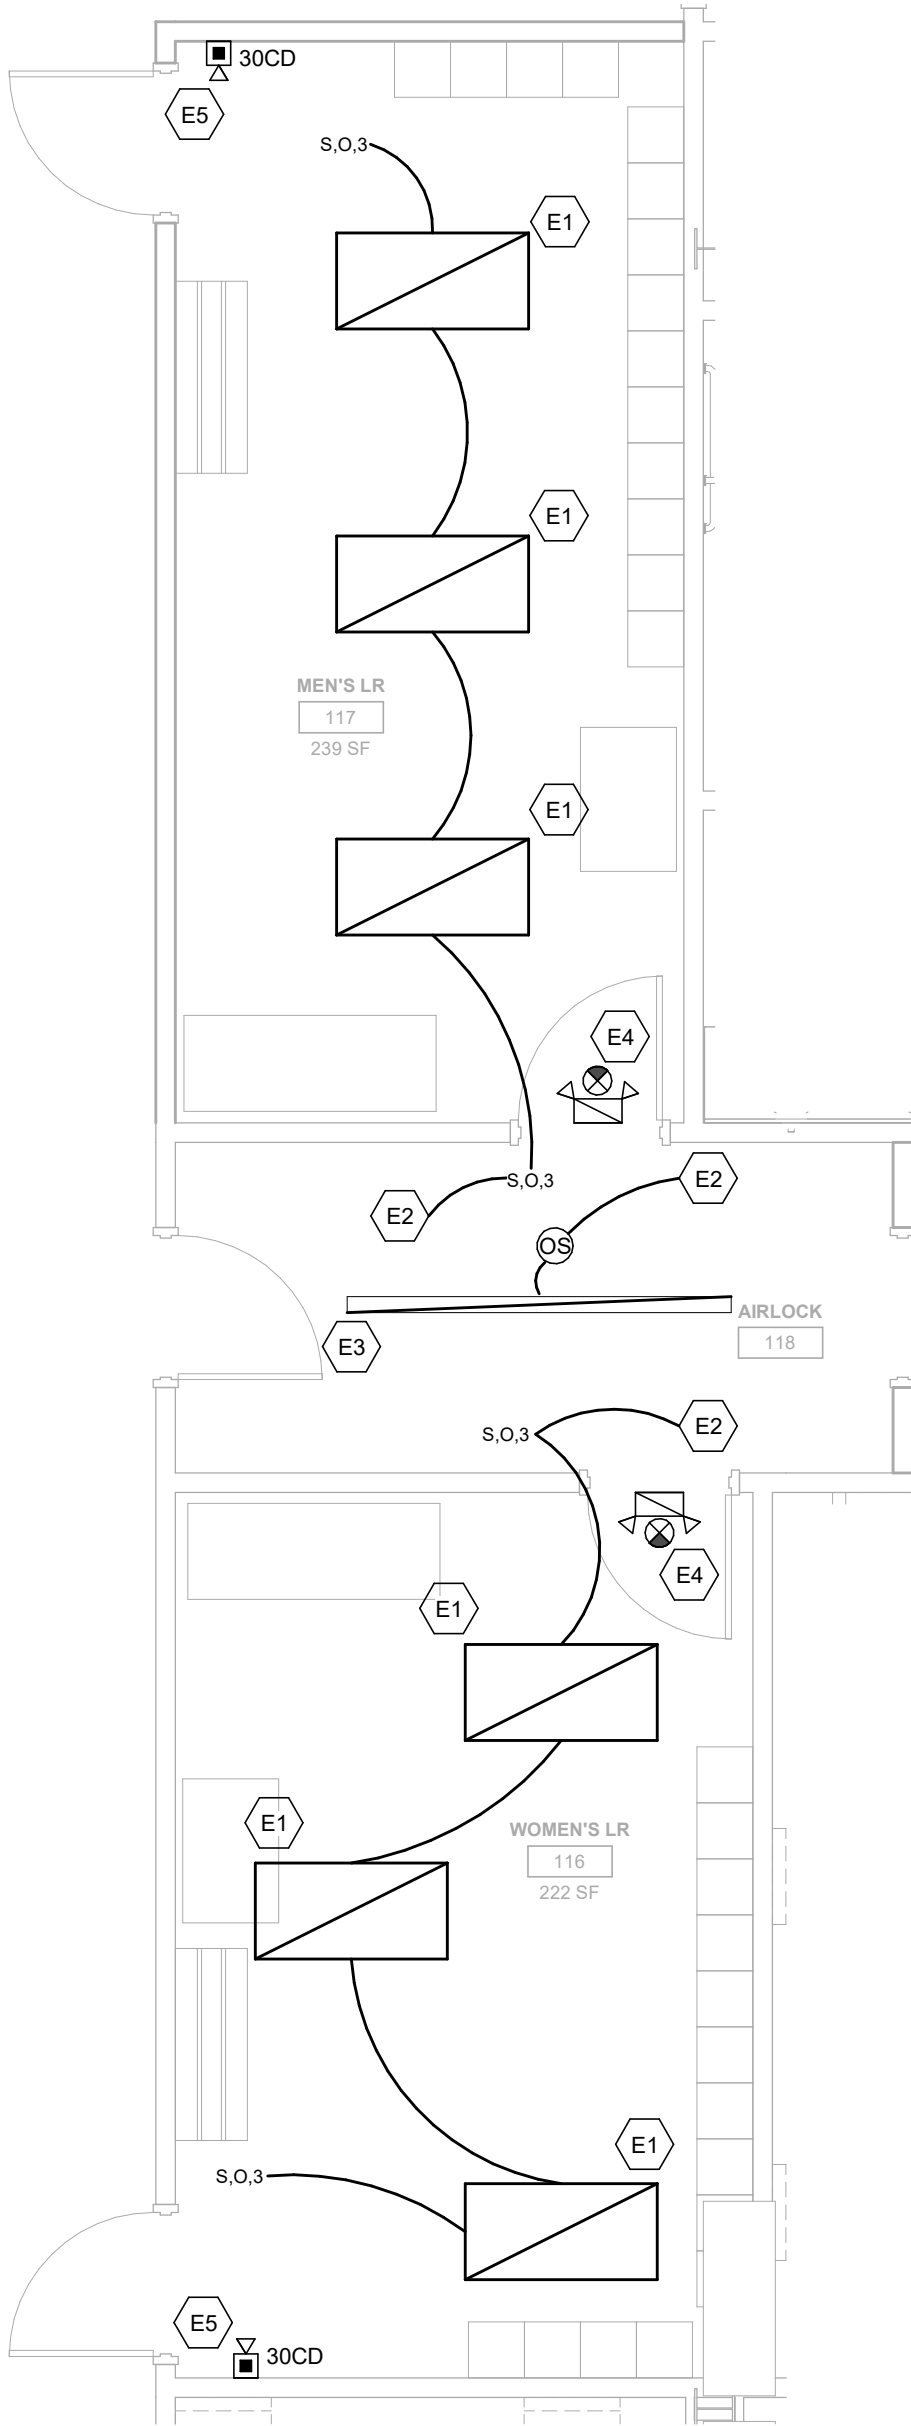 30CD
E5
S,O,3
E1
E1
MEN'S LR
117
239 SF
E1
E4
S,O,3
E2
E2
OS
AIRLOCK
118
E3
E2
S,O,3
E4
E1
E1
WOMEN'S LR
116
222 SF
E1
S,O,3
E5
30CD